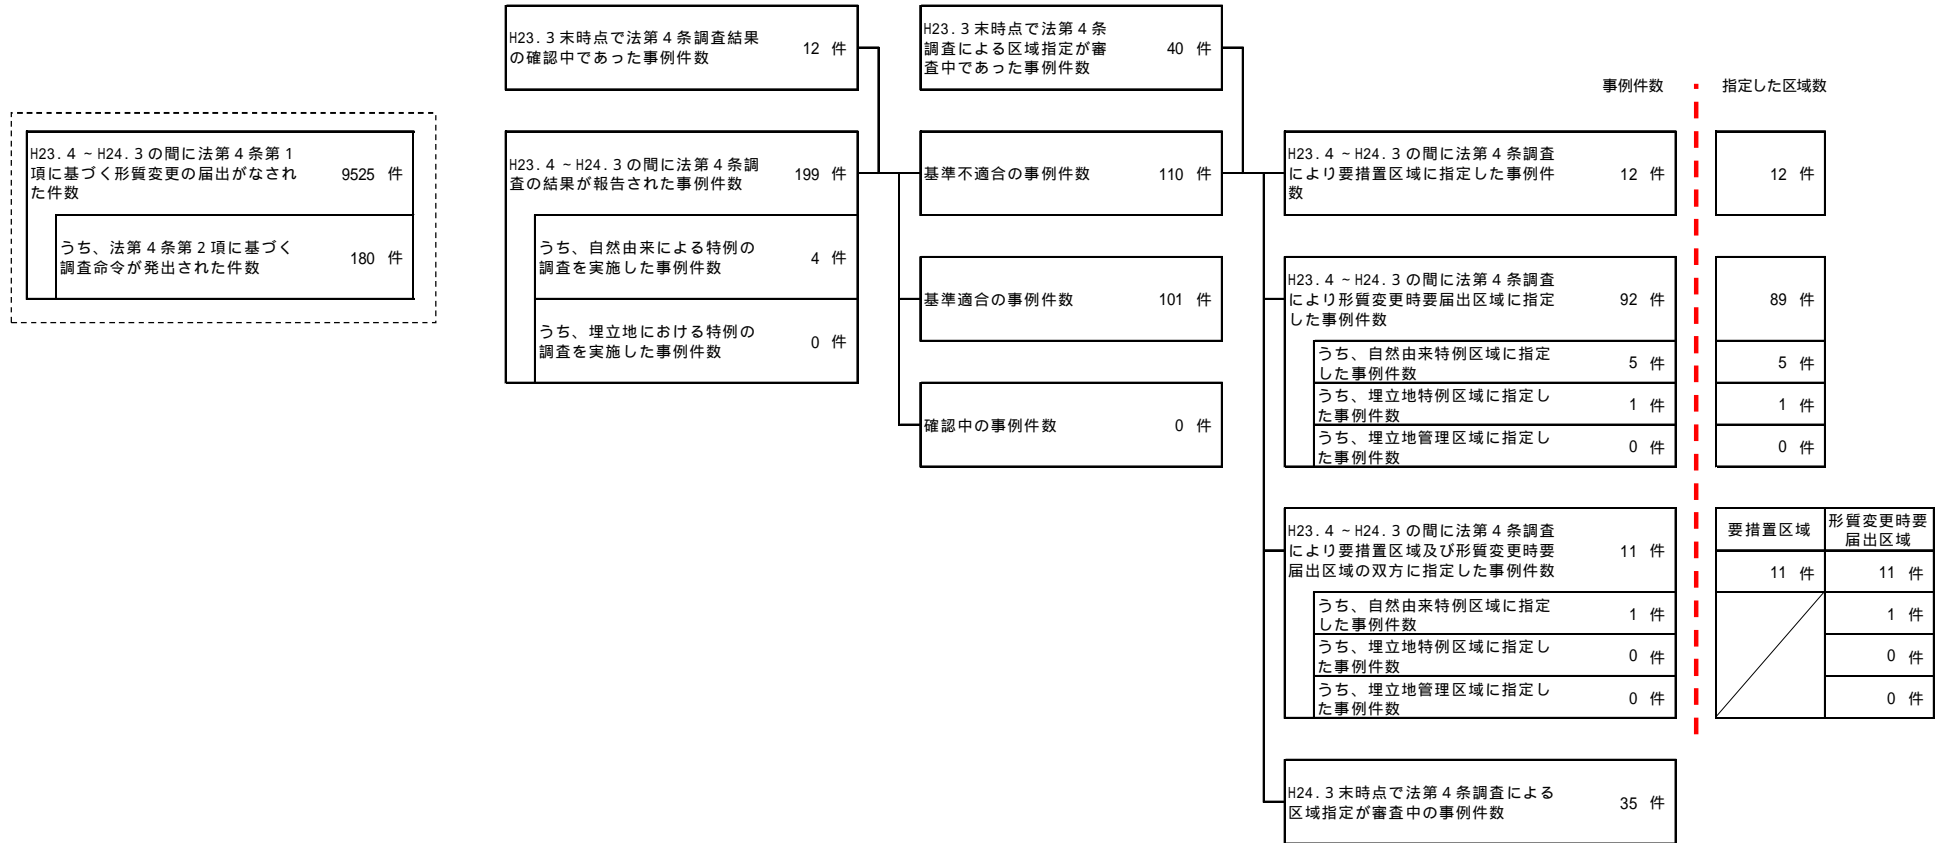 H23.3末時点で法第4条調査結果
の確認中であった事例件数
12 件
H23.3末時点で法第4条
調査による区域指定が審
査中であった事例件数
40 件
事例件数
指定した区域数
H23.4~H24.3の間に法第4条第1
項に基づく形質変更の届出がなされ
た件数
9525 件
うち、法第4条第2項に基づく
調査命令が発出された件数
180 件
H23.4~H24.3の間に法第4条調
査の結果が報告された事例件数
199 件
うち、自然由来による特例の
調査を実施した事例件数
4 件
うち、埋立地における特例の
調査を実施した事例件数
0 件
基準不適合の事例件数
110 件
基準適合の事例件数
101 件
確認中の事例件数
0 件
H23.4~H24.3の間に法第4条調査
により要措置区域に指定した事例件
数
12 件
12 件
H23.4~H24.3の間に法第4条調査
により形質変更時要届出区域に指定
した事例件数
92 件
89 件
うち、自然由来特例区域に指定
した事例件数
5 件
5 件
うち、埋立地特例区域に指定し
た事例件数
1 件
1 件
うち、埋立地管理区域に指定し
た事例件数
0 件
0 件
H23.4~H24.3の間に法第4条調査
により要措置区域及び形質変更時要
届出区域の双方に指定した事例件数
11 件
要措置区域
形質変更時要
届出区域
11 件
11 件
うち、自然由来特例区域に指定
した事例件数
1 件
1 件
うち、埋立地特例区域に指定し
た事例件数
0 件
0 件
うち、埋立地管理区域に指定し
た事例件数
0 件
0 件
H24.3末時点で法第4条調査による
区域指定が審査中の事例件数
35 件